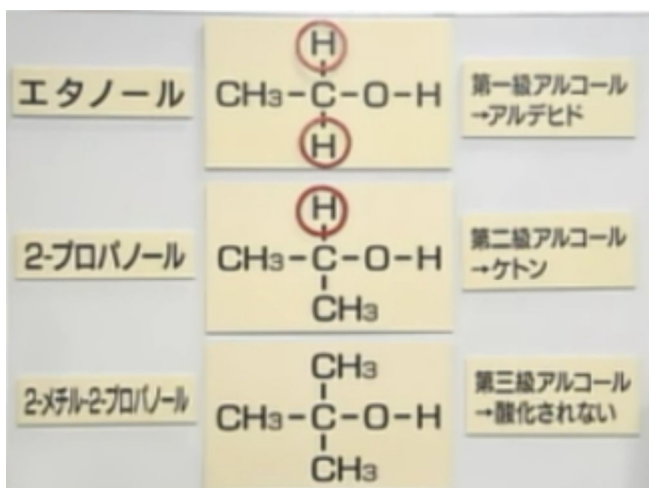 エタノール
H
CH₃-C-O-H
H
第一級アルコール
→アルデヒド
2-プロパノール
H
CH₃-C-O-H
CH₃
第二級アルコール
→ケトン
2-メチル-2-プロパノール
CH₃
CH₃-C-O-H
CH₃
第三級アルコール
→酸化されない